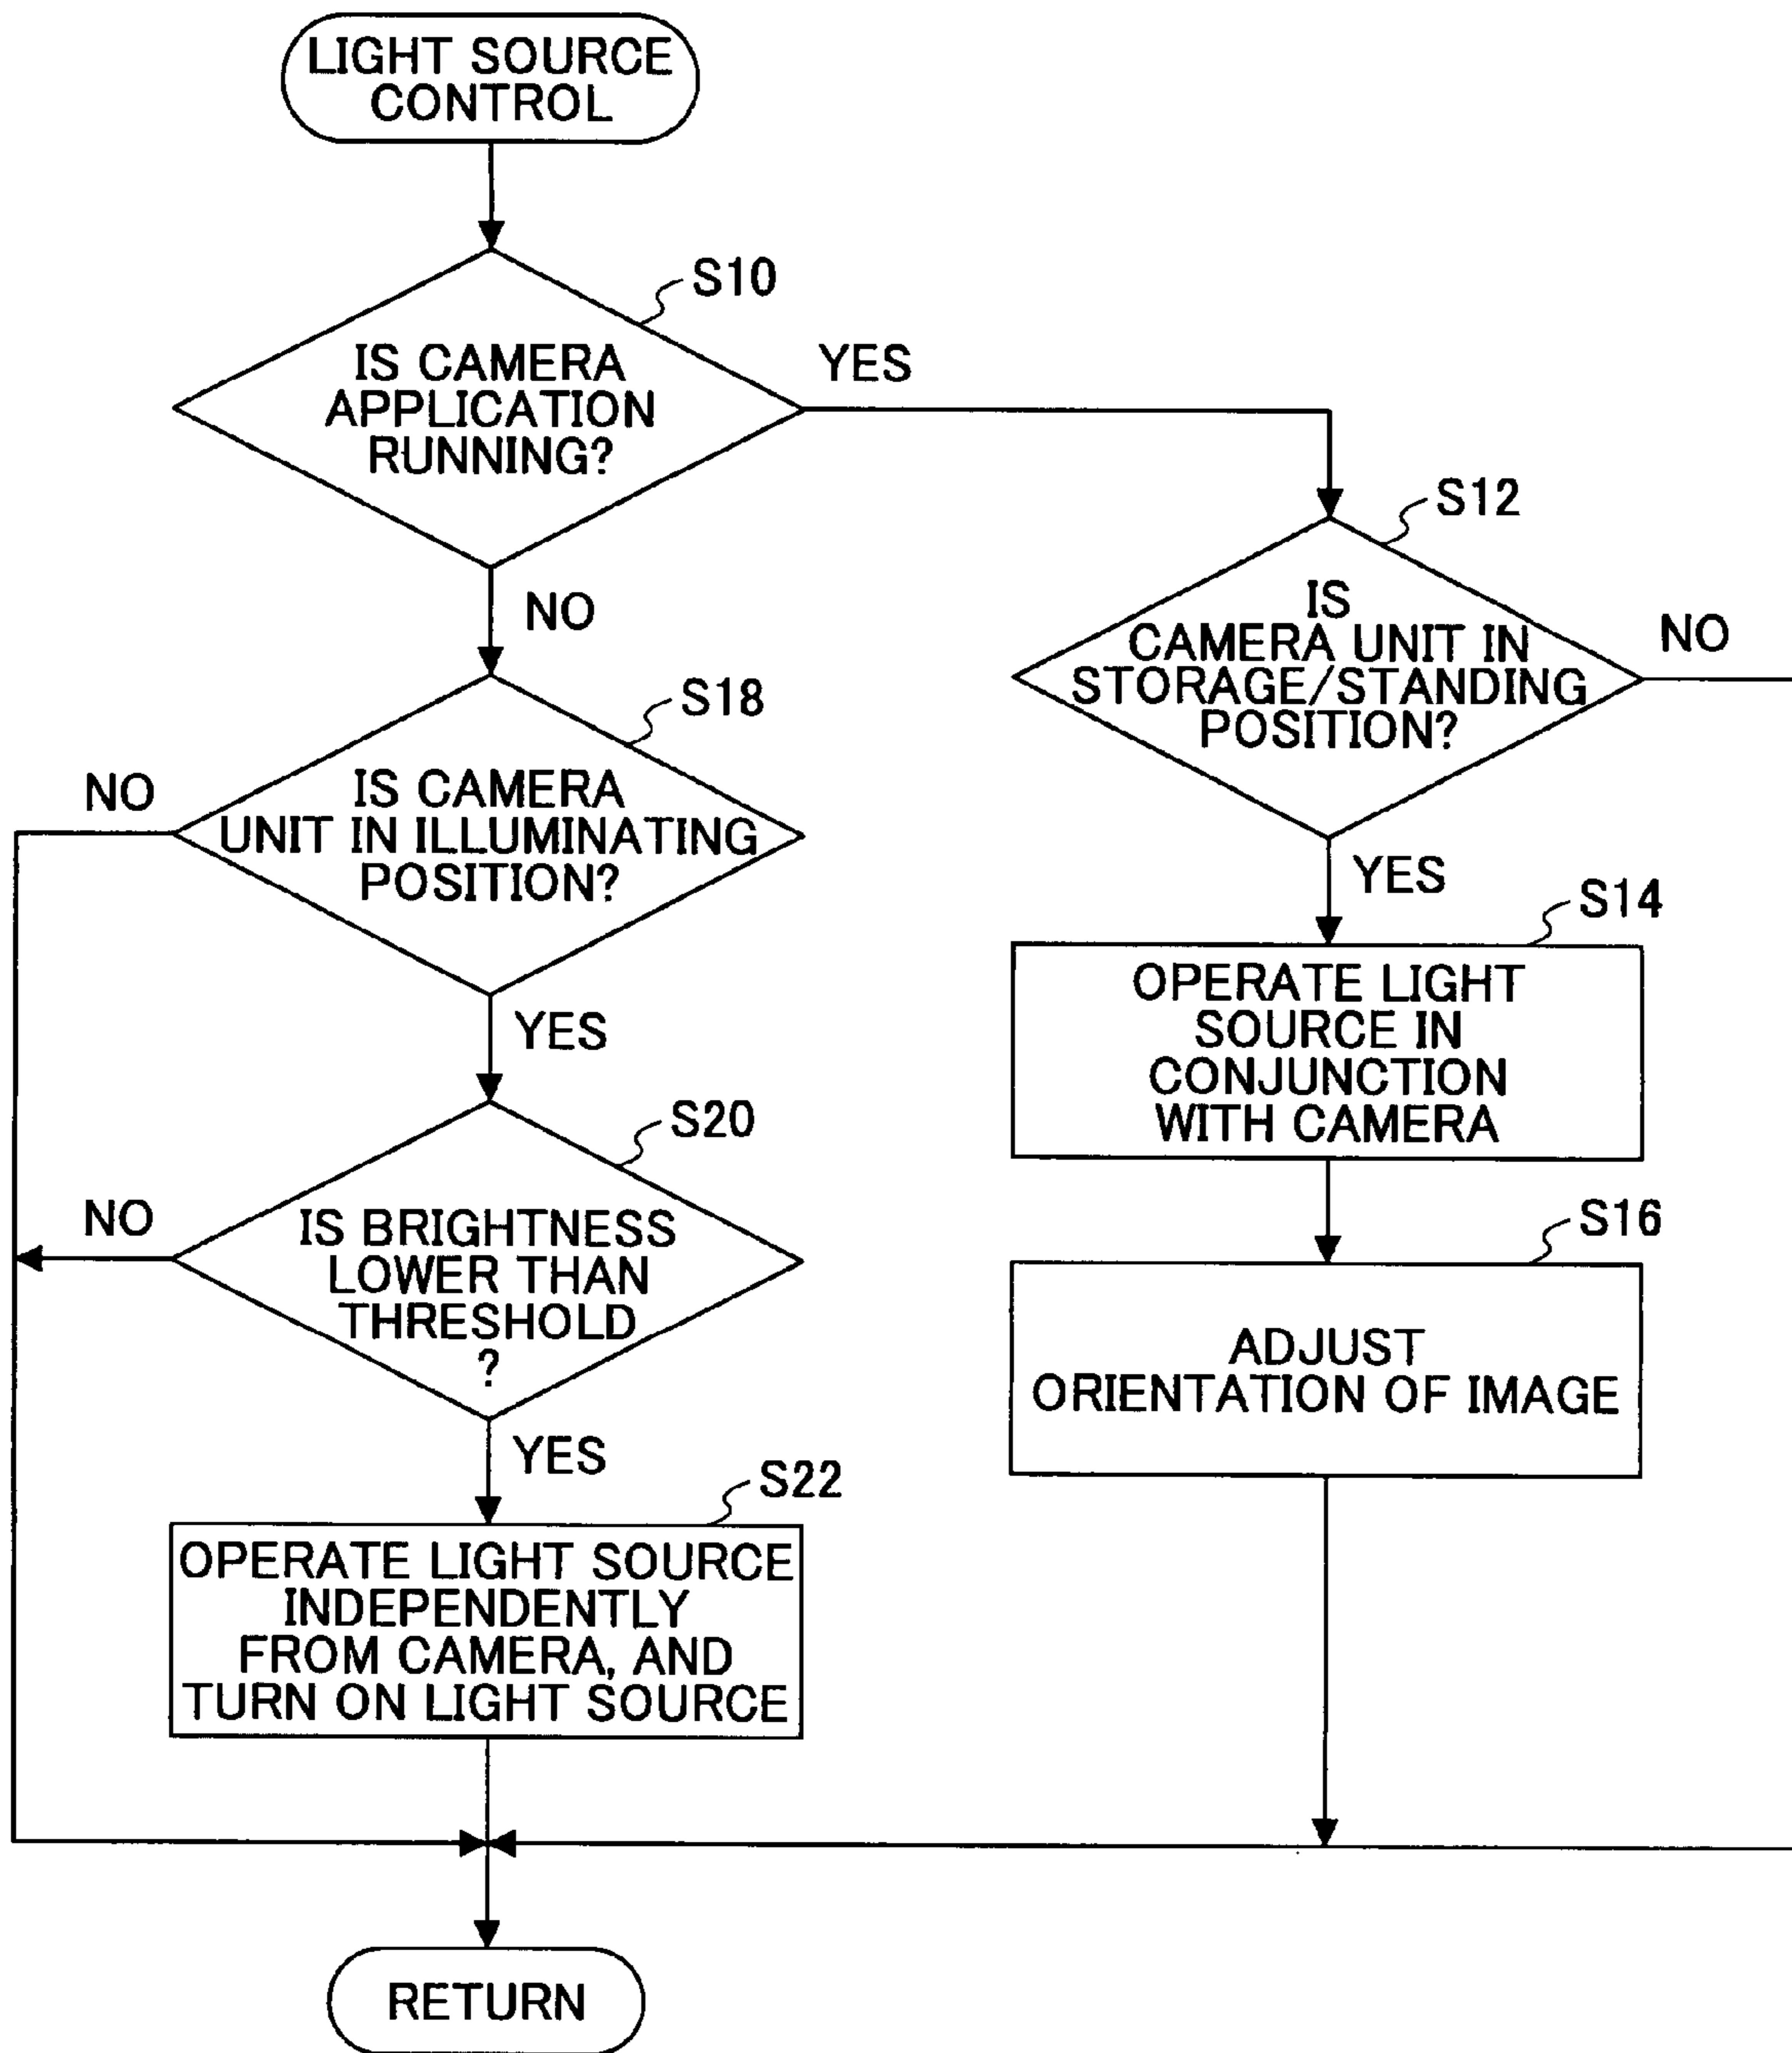 LIGHT SOURCE
CONTROL
S10
IS CAMERA
APPLICATION
RUNNING?
YES
NO
S12
IS
CAMERA UNIT IN
STORAGE/STANDING
POSITION?
NO
YES
S14
OPERATE LIGHT
SOURCE IN
CONJUNCTION
WITH CAMERA
S16
ADJUST
ORIENTATION OF IMAGE
S18
IS CAMERA
UNIT IN ILLUMINATING
POSITION?
NO
YES
S20
IS BRIGHTNESS
LOWER THAN
THRESHOLD
?
NO
YES
S22
OPERATE LIGHT SOURCE
INDEPENDENTLY
FROM CAMERA, AND
TURN ON LIGHT SOURCE
RETURN